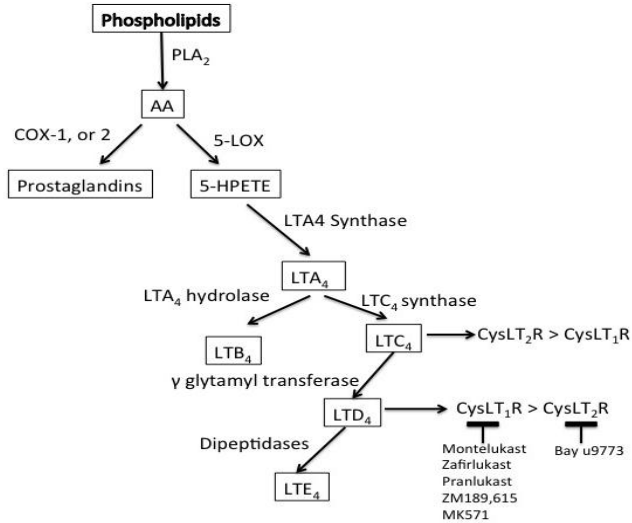 Phospholipids
PLA₂
AA
COX-1, or 2
5-LOX
Prostaglandins
5-HPETE
LTA4 Synthase
LTA₄
LTA₄ hydrolase
LTC₄ synthase
LTB₄
LTC₄
CysLT₂R > CysLT₁R
γ glytamyl transferase
LTD₄
CysLT₁R > CysLT₂R
Dipeptidases
Montelukast
Bay u9773
Zafirlukast
Pranlukast
ZM189,615
MK571
LTE₄